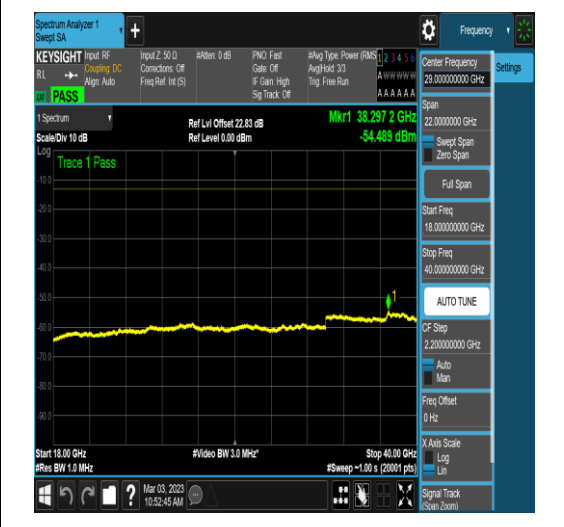 Spectrum Analyzer 1
Swept SA
+
Frequency
KEYSIGHT
RL
PASS
Input: RF
Coupling: DC
Align: Auto
Input Z: 50 Ω
Corrections: Off
Freq Ref: Int (S)
#Atten: 0 dB
PNO: Fast
Gate: Off
IF Gain: High
Sig Track: Off
#Avg Type: Power (RMS)
Avg|Hold: 3/3
Trig: Free Run
1 2 3 4 5 6
A W W W W W
A A A A A A
1 Spectrum
Scale/Div 10 dB
Ref Lvl Offset 22.83 dB
Ref Level 0.00 dBm
Mkr1 38.297 2 GHz
-54.489 dBm
Log
Trace 1 Pass
-10.0
-20.0
-30.0
-40.0
-50.0
-60.0
-70.0
-80.0
-90.0
1
Start 18.00 GHz
#Res BW 1.0 MHz
#Video BW 3.0 MHz*
Stop 40.00 GHz
#Sweep ~1.00 s (20001 pts)
Mar 03, 2023
10:52:45 AM
?
Settings
Center Frequency
29.000000000 GHz
Span
22.0000000 GHz
Swept Span
Zero Span
Full Span
Start Freq
18.000000000 GHz
Stop Freq
40.000000000 GHz
AUTO TUNE
CF Step
2.200000000 GHz
Auto
Man
Freq Offset
0 Hz
X Axis Scale
Log
Lin
Signal Track
(Span Zoom)